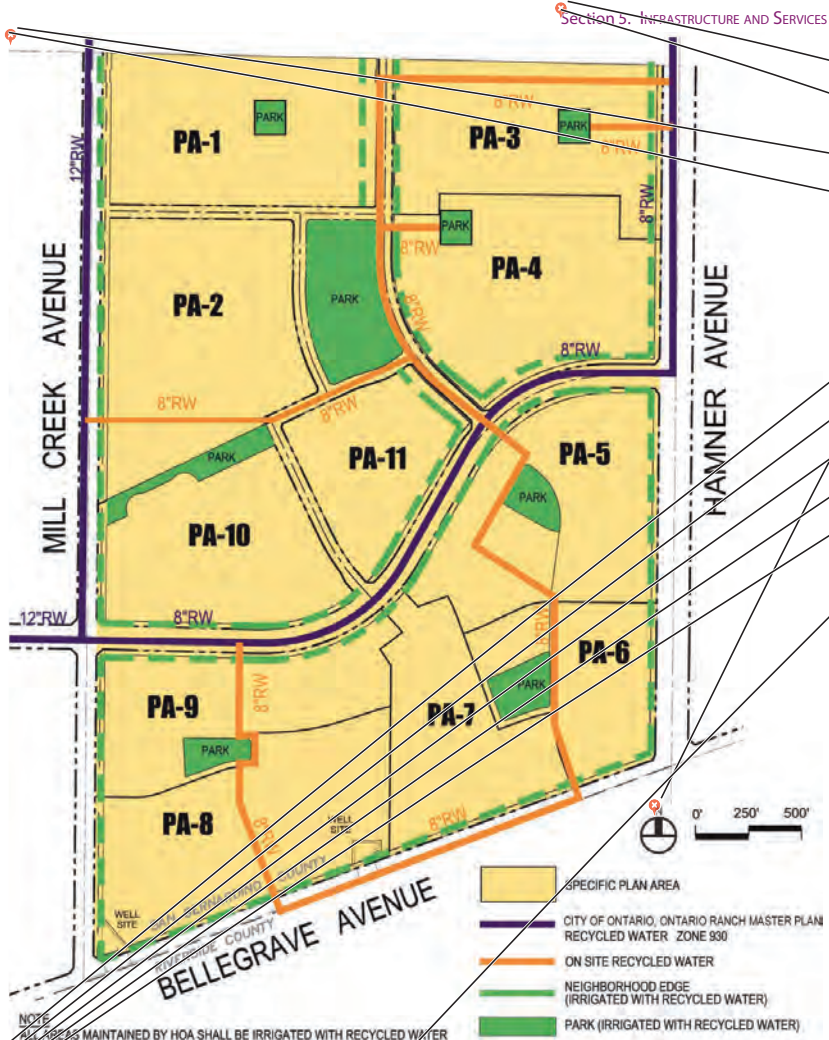 Section 5. Infrastructure and Services
PA-1
PARK
12"RW
8"RW
PARK
8"RW
PA-3
8"RW
PARK
8"RW
PA-4
PA-2
PARK
8"RW
8"RW
MILL CREEK AVENUE
HAMNER AVENUE
8"RW
8"RW
PARK
PA-11
PA-5
PARK
PA-10
12"RW
8"RW
8"RW
PA-6
PARK
PA-9
8"RW
PA-7
PARK
PA-8
8"RW
WELL
SITE
8"RW
WELL
SITE
SAN BERNARDINO COUNTY
RIVERSIDE COUNTY
BELLEGRAVE AVENUE
N
0' 250' 500'
SPECIFIC PLAN AREA
CITY OF ONTARIO, ONTARIO RANCH MASTER PLAN
RECYCLED WATER ZONE 930
ON SITE RECYCLED WATER
NEIGHBORHOOD EDGE
(IRRIGATED WITH RECYCLED WATER)
PARK (IRRIGATED WITH RECYCLED WATER)
NOTE
ALL AREAS MAINTAINED BY HOA SHALL BE IRRIGATED WITH RECYCLED WATER